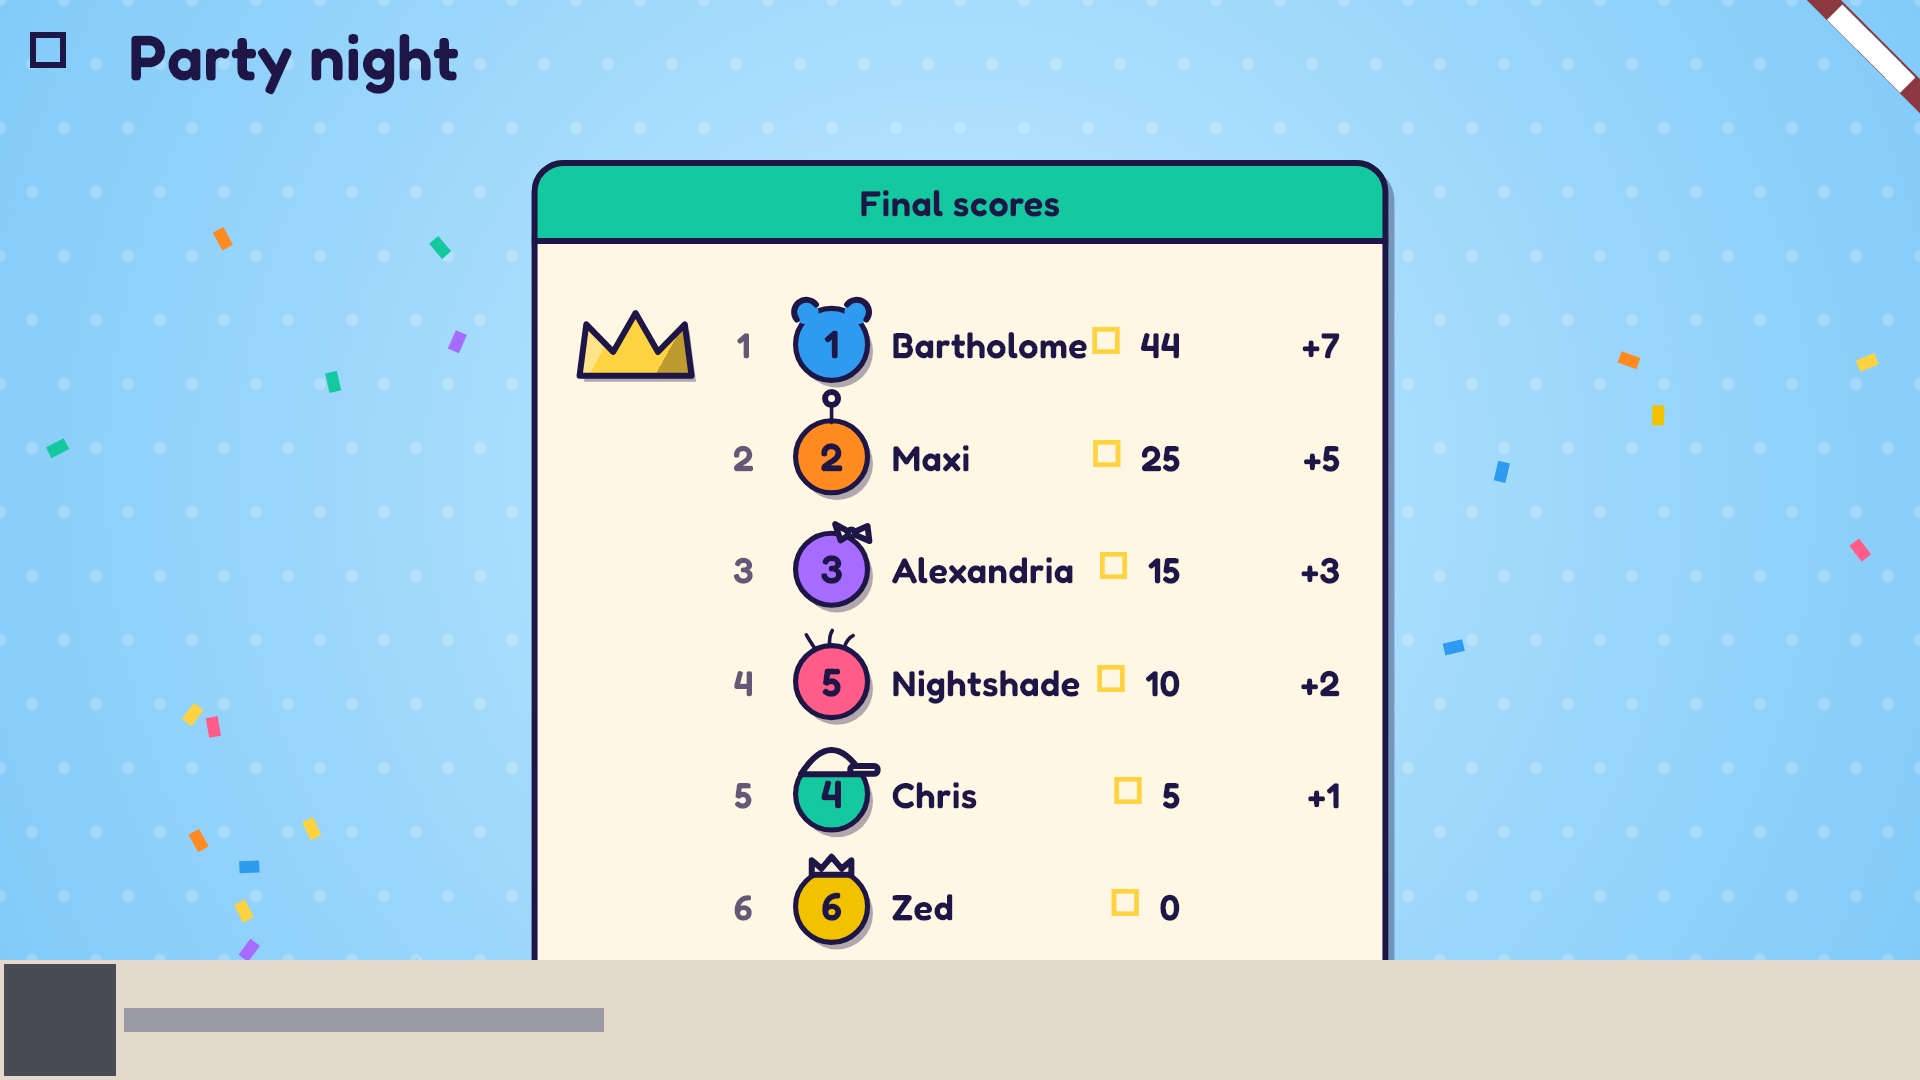 Party night
Final scores
1 1 Bartholome 44 +7
2 2 Maxi 25 +5
3 3 Alexandria 15 +3
4 5 Nightshade 10 +2
5 4 Chris 5 +1
6 6 Zed 0